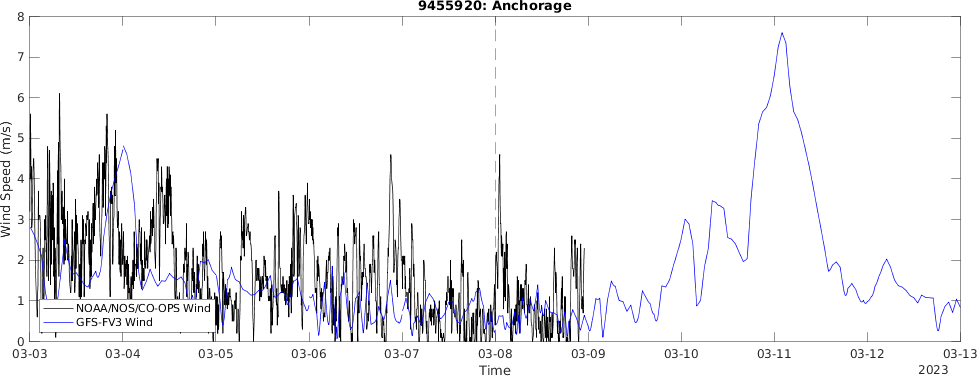 9455920: Anchorage
8
7
6
5
4
3
2
1
0
Wind Speed (m/s)
NOAA/NOS/CO-OPS Wind
GFS-FV3 Wind
03-03 03-04 03-05 03-06 03-07 03-08 03-09 03-10 03-11 03-12 03-13
Time
2023